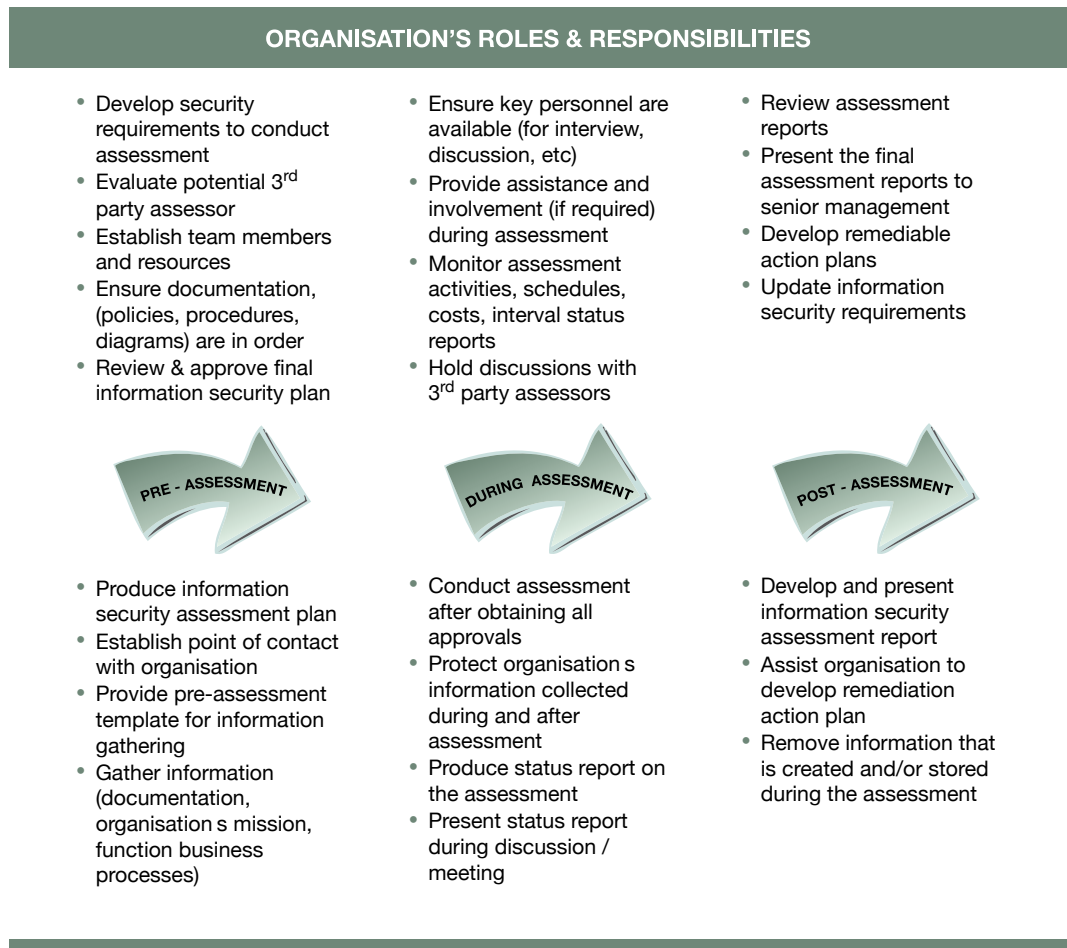 ORGANISATION'S ROLES & RESPONSIBILITIES
• Develop security
requirements to conduct
assessment
• Evaluate potential 3rd
party assessor
• Establish team members
and resources
• Ensure documentation,
(policies, procedures,
diagrams) are in order
• Review & approve final
information security plan
• Ensure key personnel are
available (for interview,
discussion, etc)
• Provide assistance and
involvement (if required)
during assessment
• Monitor assessment
activities, schedules,
costs, interval status
reports
• Hold discussions with
3rd party assessors
• Review assessment
reports
• Present the final
assessment reports to
senior management
• Develop remediable
action plans
• Update information
security requirements
PRE - ASSESSMENT
DURING ASSESSMENT
POST - ASSESSMENT
• Produce information
security assessment plan
• Establish point of contact
with organisation
• Provide pre-assessment
template for information
gathering
• Gather information
(documentation,
organisation s mission,
function business
processes)
• Conduct assessment
after obtaining all
approvals
• Protect organisation s
information collected
during and after
assessment
• Produce status report on
the assessment
• Present status report
during discussion /
meeting
• Develop and present
information security
assessment report
• Assist organisation to
develop remediation
action plan
• Remove information that
is created and/or stored
during the assessment